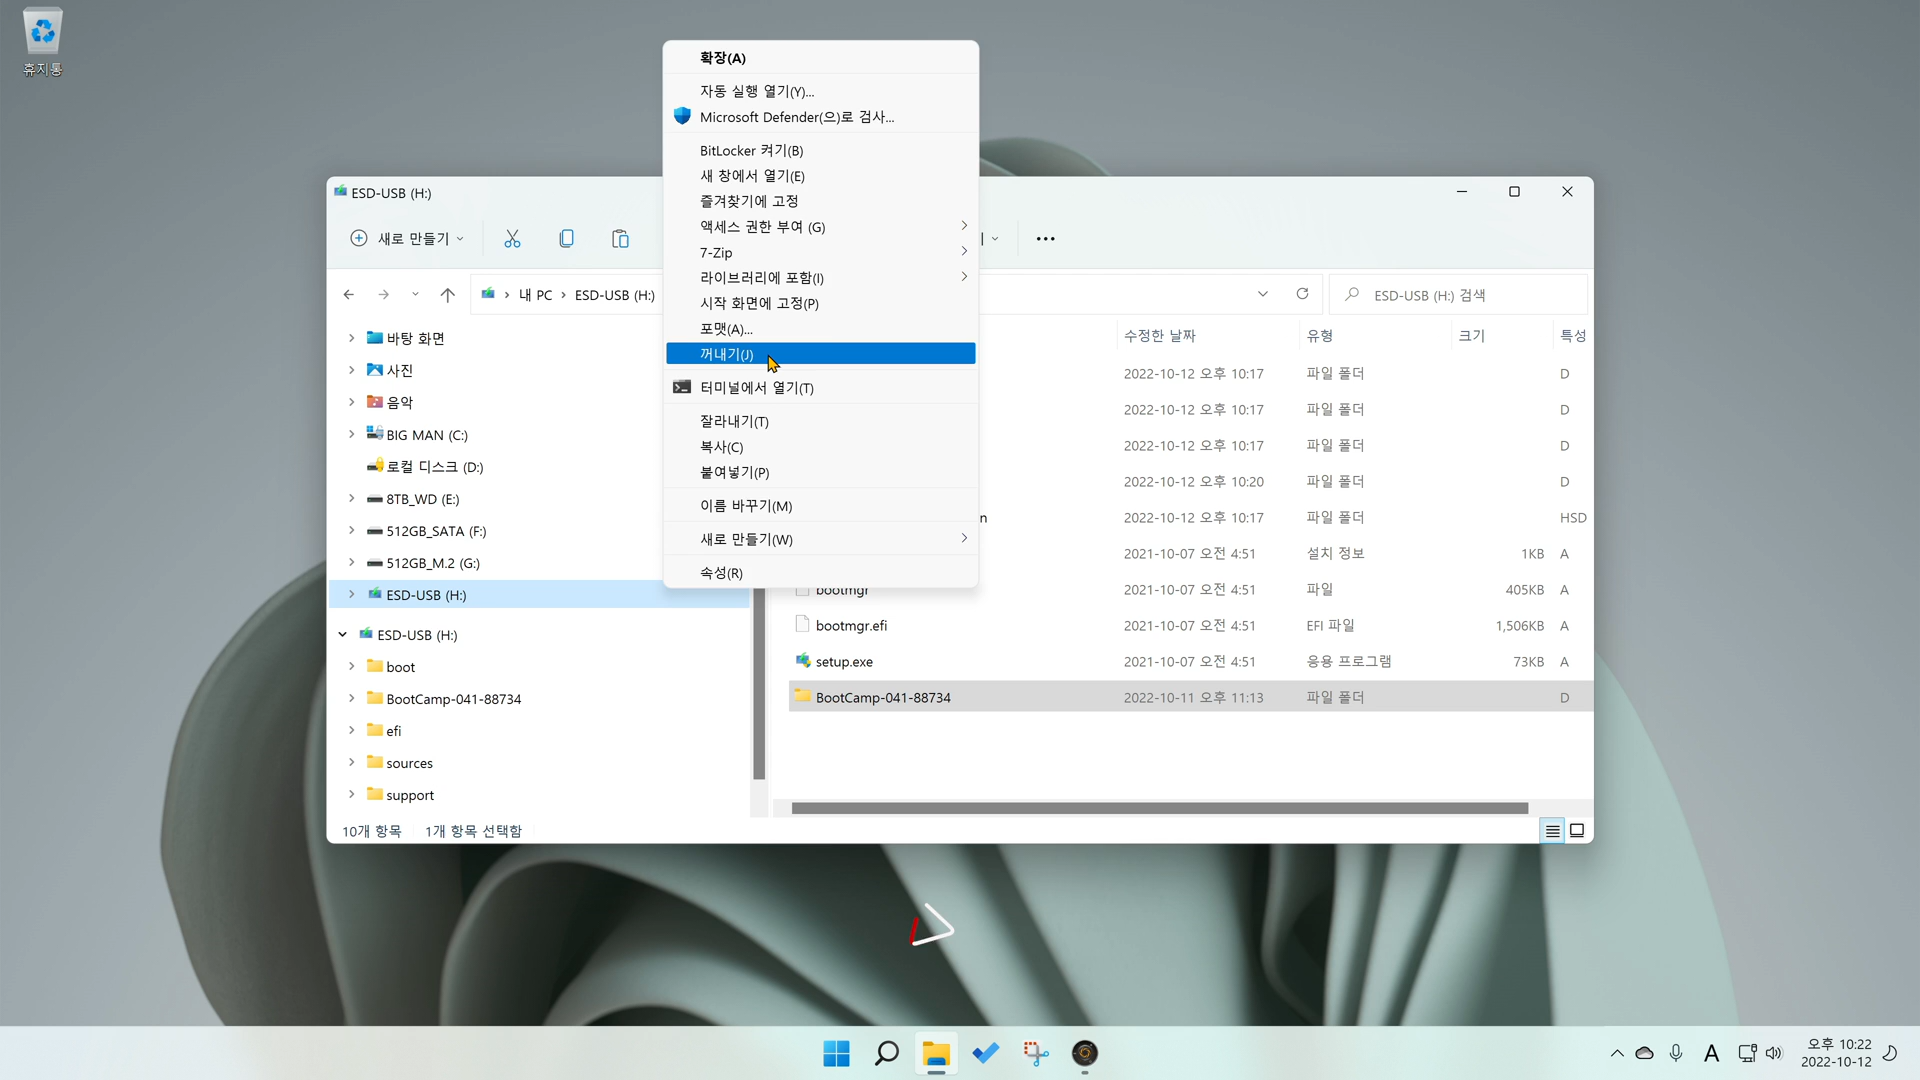 휴지통
확장(A)
자동 실행 열기(Y)...
Microsoft Defender(으)로 검사...
BitLocker 켜기(B)
새 창에서 열기(E)
즐겨찾기에 고정
액세스 권한 부여 (G)
7-Zip
라이브러리에 포함(I)
시작 화면에 고정(P)
포맷(A)...
꺼내기(J)
터미널에서 열기(T)
잘라내기(T)
복사(C)
붙여넣기(P)
이름 바꾸기(M)
새로 만들기(W)
속성(R)
ESD-USB (H:)
새로 만들기
내 PC > ESD-USB (H:)
ESD-USB (H:) 검색
바탕 화면
사진
음악
BIG MAN (C:)
로컬 디스크 (D:)
8TB_WD (E:)
512GB_SATA (F:)
512GB_M.2 (G:)
ESD-USB (H:)
ESD-USB (H:)
boot
BootCamp-041-88734
efi
sources
support
수정한 날짜 유형 크기 특성
2022-10-12 오후 10:17 파일 폴더 D
2022-10-12 오후 10:17 파일 폴더 D
2022-10-12 오후 10:17 파일 폴더 D
2022-10-12 오후 10:20 파일 폴더 D
n 2022-10-12 오후 10:17 파일 폴더 HSD
2021-10-07 오전 4:51 설치 정보 1KB A
bootmgr 2021-10-07 오전 4:51 파일 405KB A
bootmgr.efi 2021-10-07 오전 4:51 EFI 파일 1,506KB A
setup.exe 2021-10-07 오전 4:51 응용 프로그램 73KB A
BootCamp-041-88734 2022-10-11 오후 11:13 파일 폴더 D
10개 항목 1개 항목 선택함
A
오후 10:22
2022-10-12